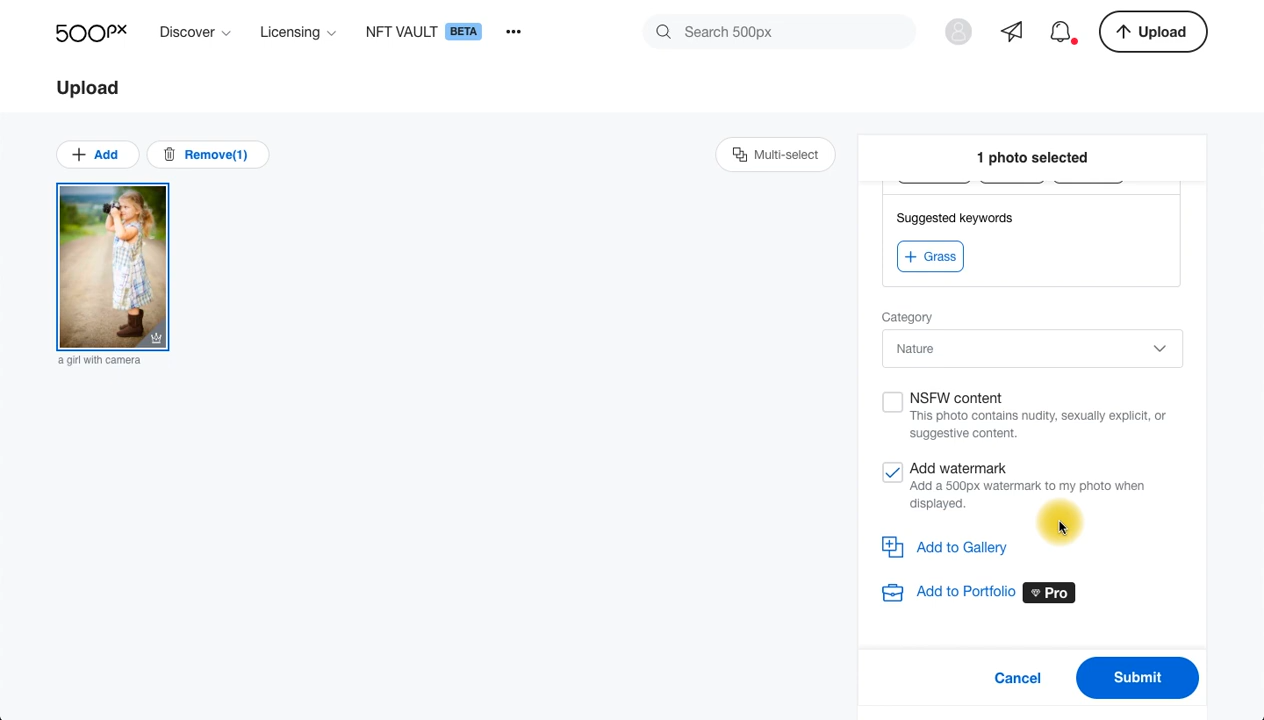 500px
Discover
Licensing
NFT VAULT BETA
•••
Search 500px
Upload
Upload
Add
Remove(1)
Multi-select
a girl with camera
1 photo selected
Suggested keywords
+ Grass
Category
Nature
NSFW content
This photo contains nudity, sexually explicit, or
suggestive content.
Add watermark
Add a 500px watermark to my photo when
displayed.
Add to Gallery
Add to Portfolio Pro
Cancel
Submit